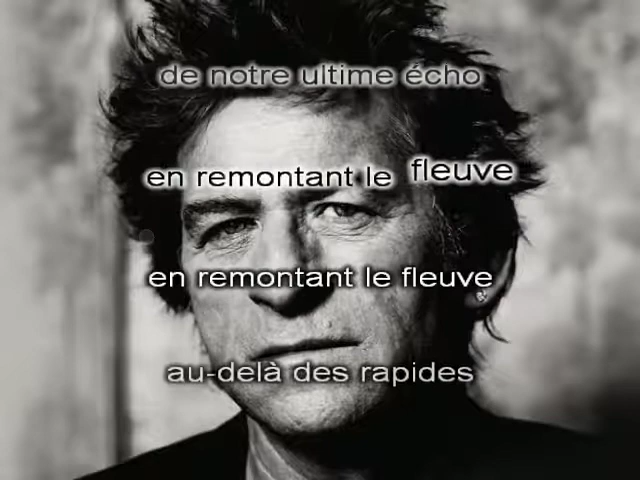 de notre ultime écho
en remontant le fleuve
en remontant le fleuve
au-delà des rapides